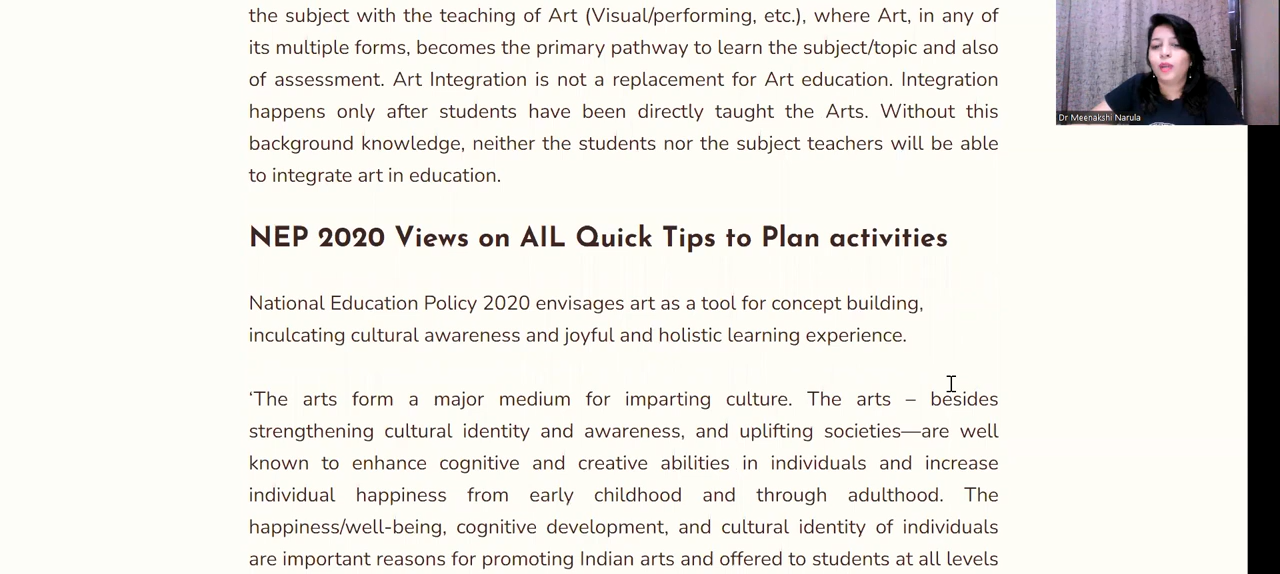 the subject with the teaching of Art (Visual/performing, etc.), where Art, in any of
its multiple forms, becomes the primary pathway to learn the subject/topic and also
of assessment. Art Integration is not a replacement for Art education. Integration
happens only after students have been directly taught the Arts. Without this
background knowledge, neither the students nor the subject teachers will be able
to integrate art in education.
Dr Meenakshi Narula
NEP 2020 Views on AIL Quick Tips to Plan activities
National Education Policy 2020 envisages art as a tool for concept building,
inculcating cultural awareness and joyful and holistic learning experience.
‘The arts form a major medium for imparting culture. The arts – besides
strengthening cultural identity and awareness, and uplifting societies—are well
known to enhance cognitive and creative abilities in individuals and increase
individual happiness from early childhood and through adulthood. The
happiness/well-being, cognitive development, and cultural identity of individuals
are important reasons for promoting Indian arts and offered to students at all levels